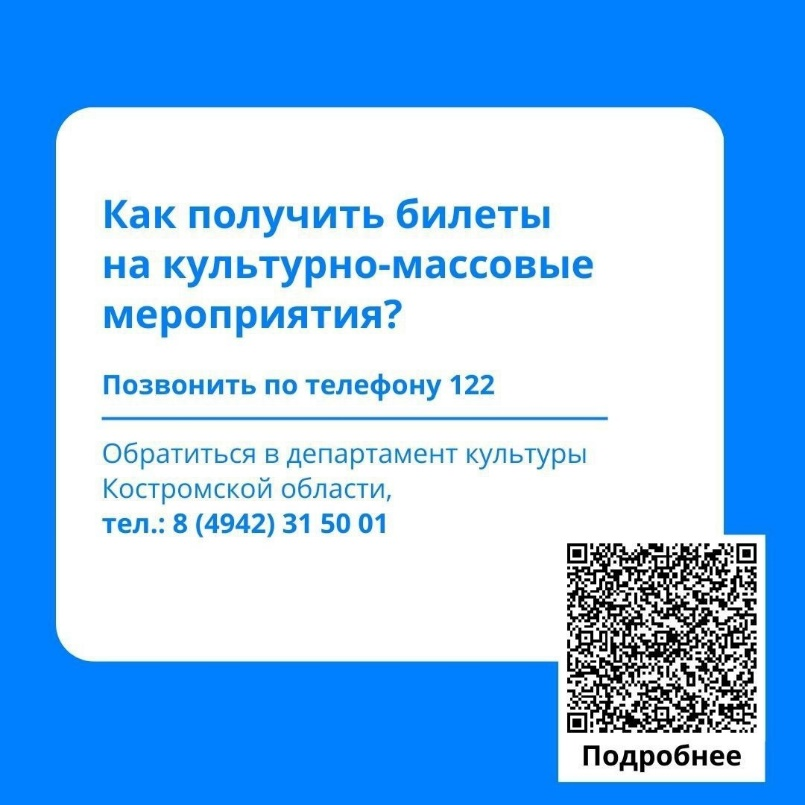 Как получить билеты
на культурно-массовые
мероприятия?
Позвонить по телефону 122
Обратиться в департамент культуры
Костромской области,
тел.: 8 (4942) 31 50 01
Подробнее